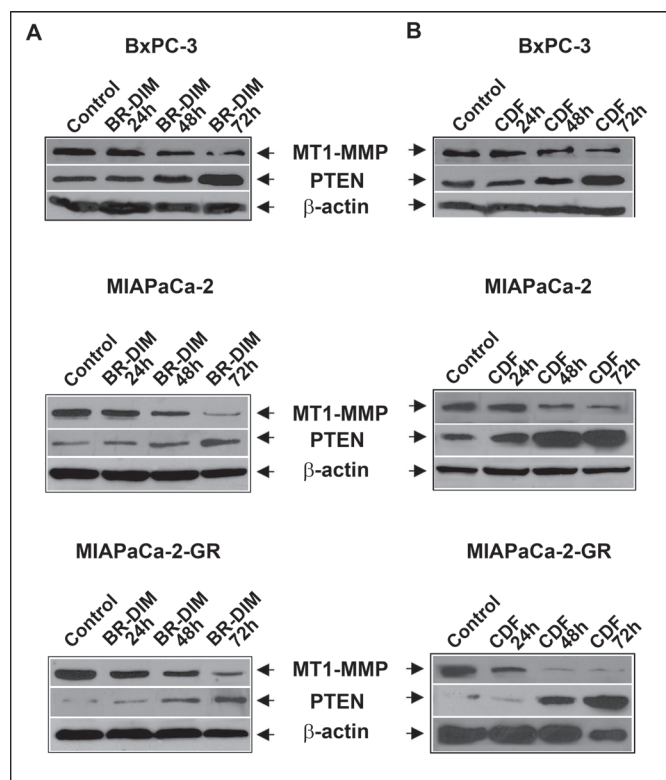 A
B
BxPC-3
BxPC-3
Control
BR-DIM 24h
BR-DIM 48h
BR-DIM 72h
Control
CDF 24h
CDF 48h
CDF 72h
MT1-MMP
PTEN
β-actin
MIAPaCa-2
MIAPaCa-2
Control
BR-DIM 24h
BR-DIM 48h
BR-DIM 72h
Control
CDF 24h
CDF 48h
CDF 72h
MT1-MMP
PTEN
β-actin
MIAPaCa-2-GR
MIAPaCa-2-GR
Control
BR-DIM 24h
BR-DIM 48h
BR-DIM 72h
Control
CDF 24h
CDF 48h
CDF 72h
MT1-MMP
PTEN
β-actin